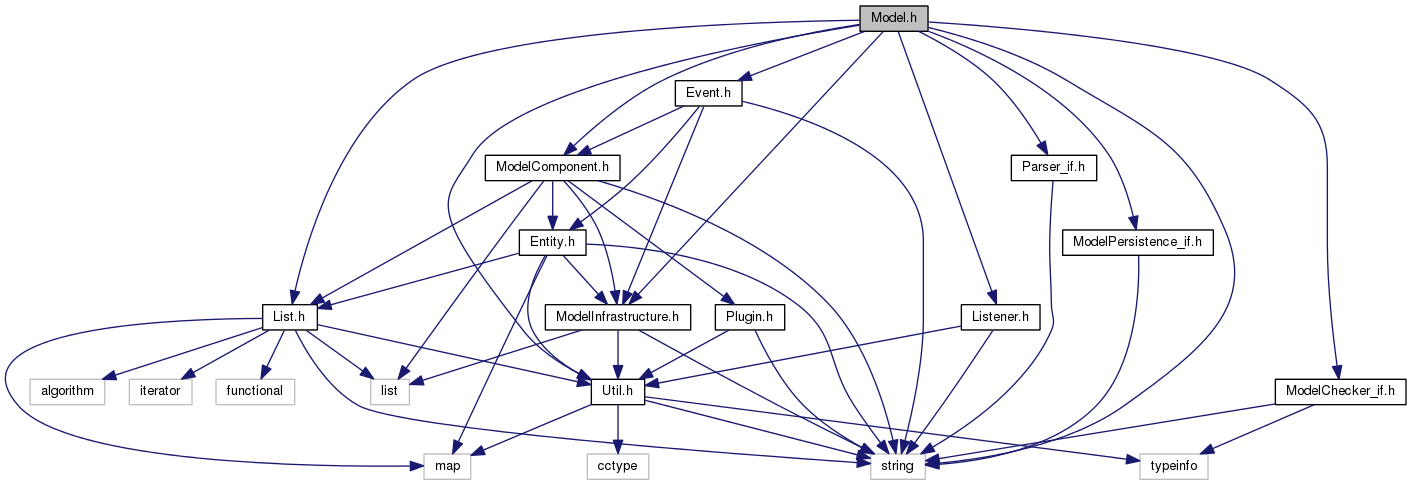 Model.h
Event.h
ModelComponent.h
Parser_if.h
Entity.h
ModelPersistence_if.h
List.h
ModelInfrastructure.h
Plugin.h
Listener.h
algorithm
iterator
functional
list
Util.h
ModelChecker_if.h
map
cctype
string
typeinfo